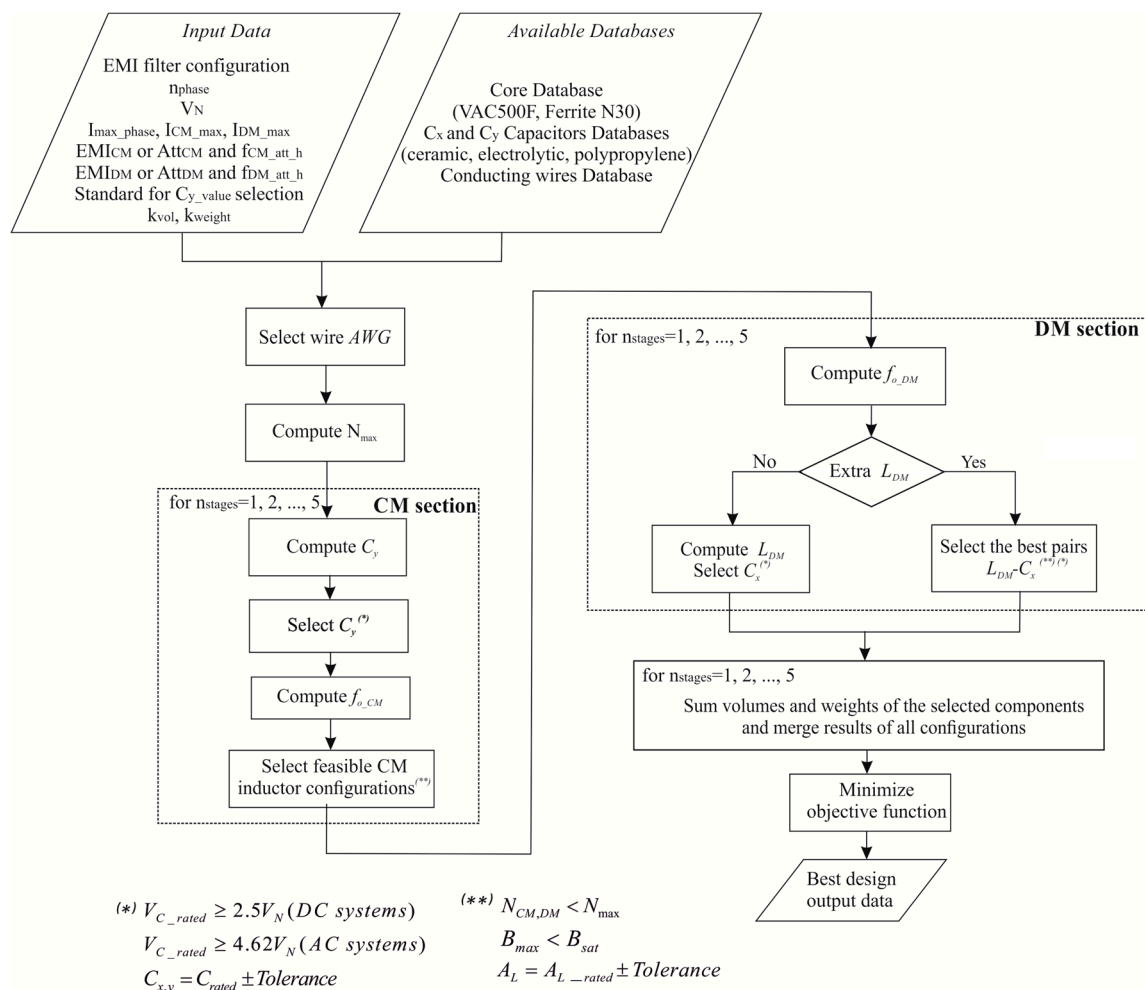 Input Data
EMI filter configuration
nphase
VN
Imax_phase, ICM_max, IDM_max
EMICM or AttCM and fCM_att_h
EMIDM or AttDM and fDM_att_h
Standard for Cy_value selection
kvol, kweight
Available Databases
Core Database
(VAC500F, Ferrite N30)
Cx and Cy Capacitors Databases
(ceramic, electrolytic, polypropylene)
Conducting wires Database
Select wire AWG
Compute Nmax
for nstages=1, 2, ..., 5
CM section
Compute Cy
Select Cy(*)
Compute fo_CM
Select feasible CM
inductor configurations(**)
DM section
for nstages=1, 2, ..., 5
Compute fo_DM
Extra LDM
No
Yes
Compute LDM
Select Cx(*)
Select the best pairs
LDM-Cx(**)(*)
for nstages=1, 2, ..., 5
Sum volumes and weights of the selected components
and merge results of all configurations
Minimize
objective function
Best design
output data
(*) VC_rated ≥ 2.5VN (DC systems)
VC_rated ≥ 4.62VN (AC systems)
Cx,y = Crated ± Tolerance
(**) NCM,DM < Nmax
Bmax < Bsat
AL = AL_rated ± Tolerance